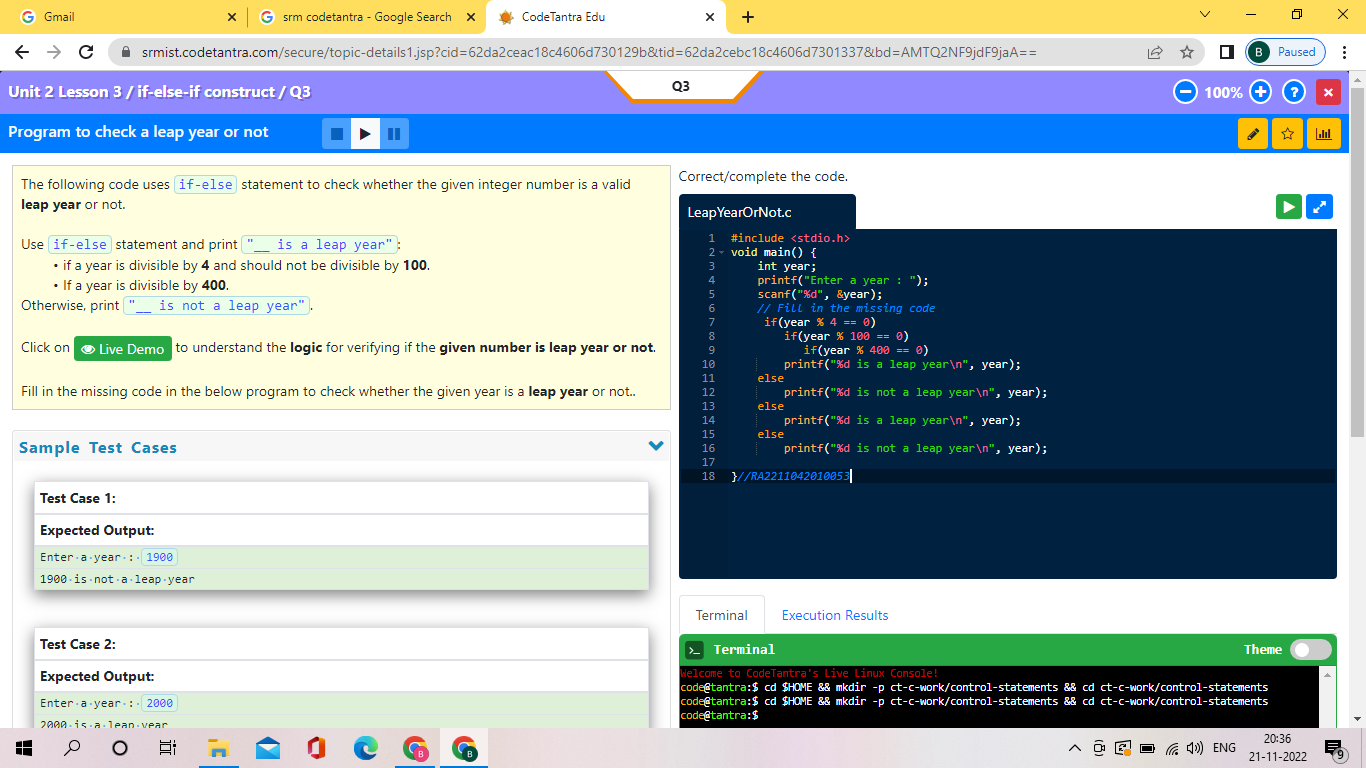 Gmail
srm codetantra - Google Search
CodeTantra Edu
srmist.codetantra.com/secure/topic-details1.jsp?cid=62da2ceac18c4606d730129b&tid=62da2cebc18c4606d7301337&bd=AMTQ2NF9jdF9jaA==
B Paused
Unit 2 Lesson 3 / if-else-if construct / Q3
Q3
100%
Program to check a leap year or not
The following code uses if-else statement to check whether the given integer number is a valid
leap year or not.
Use if-else statement and print "__ is a leap year":
• if a year is divisible by 4 and should not be divisible by 100.
• If a year is divisible by 400.
Otherwise, print "__ is not a leap year".
Click on Live Demo to understand the logic for verifying if the given number is leap year or not.
Fill in the missing code in the below program to check whether the given year is a leap year or not..
Sample Test Cases
Test Case 1:
Expected Output:
Enter·a·year·:· 1900
1900·is·not·a·leap·year
Test Case 2:
Expected Output:
Enter·a·year·:· 2000
2000·is·a·leap·year
Correct/complete the code.
LeapYearOrNot.c
1 #include <stdio.h>
2 void main() {
3 int year;
4 printf("Enter a year : ");
5 scanf("%d", &year);
6 // Fill in the missing code
7 if(year % 4 == 0)
8 if(year % 100 == 0)
9 if(year % 400 == 0)
10 printf("%d is a leap year\n", year);
11 else
12 printf("%d is not a leap year\n", year);
13 else
14 printf("%d is a leap year\n", year);
15 else
16 printf("%d is not a leap year\n", year);
17
18 }//RA2211042010053
Terminal
Execution Results
Terminal
Theme
Welcome to CodeTantra's Live Linux Console!
code@tantra:$ cd $HOME && mkdir -p ct-c-work/control-statements && cd ct-c-work/control-statements
code@tantra:$ cd $HOME && mkdir -p ct-c-work/control-statements && cd ct-c-work/control-statements
code@tantra:$
ENG
20:36
21-11-2022
9